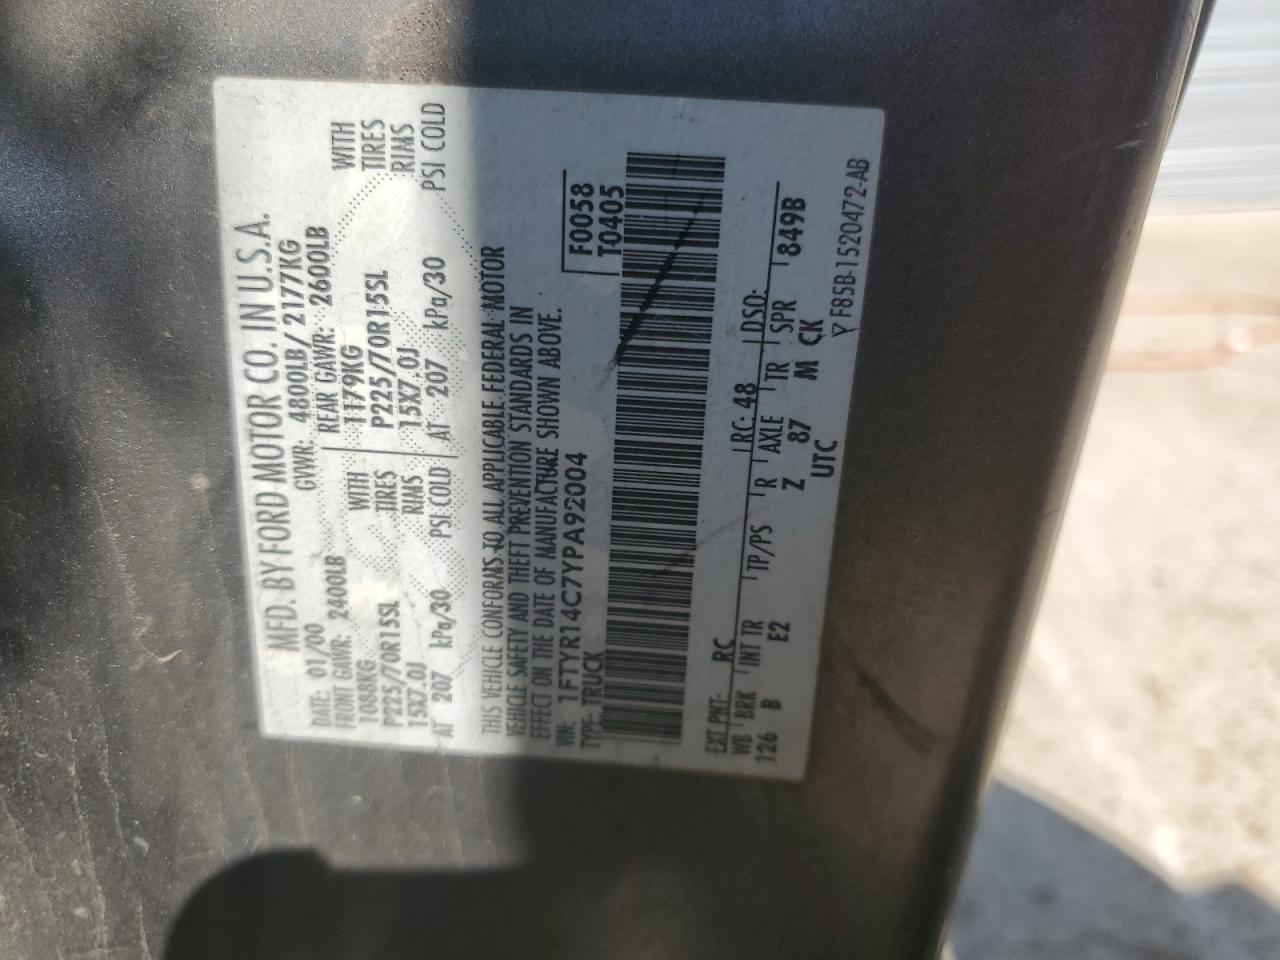 MFD. BY FORD MOTOR CO. IN U.S.A.
DATE: 01/00 GVWR: 4800LB/2177KG
FRONT GAWR: 2400LB REAR GAWR: 2600LB
1088KG WITH 1179KG WITH
P225/70R15SL TIRES P225/70R15SL TIRES
15X7.0J RIMS 15X7.0J RIMS
AT 207 kPa/30 PSI COLD AT 207 kPa/30 PSI COLD
THIS VEHICLE CONFORMS TO ALL APPLICABLE FEDERAL MOTOR
VEHICLE SAFETY AND THEFT PREVENTION STANDARDS IN
EFFECT ON THE DATE OF MANUFACTURE SHOWN ABOVE.
VIN: 1FTYR14C7YPA92004 F0058
TYPE: TRUCK T0405
EXT PNT: RC RC: 48 DSO:
WB BRK INT TR TP/PS R AXLE TR SPR 849B
126 B E2 Z 87 M CK
UTC
F85B-1520472-AB